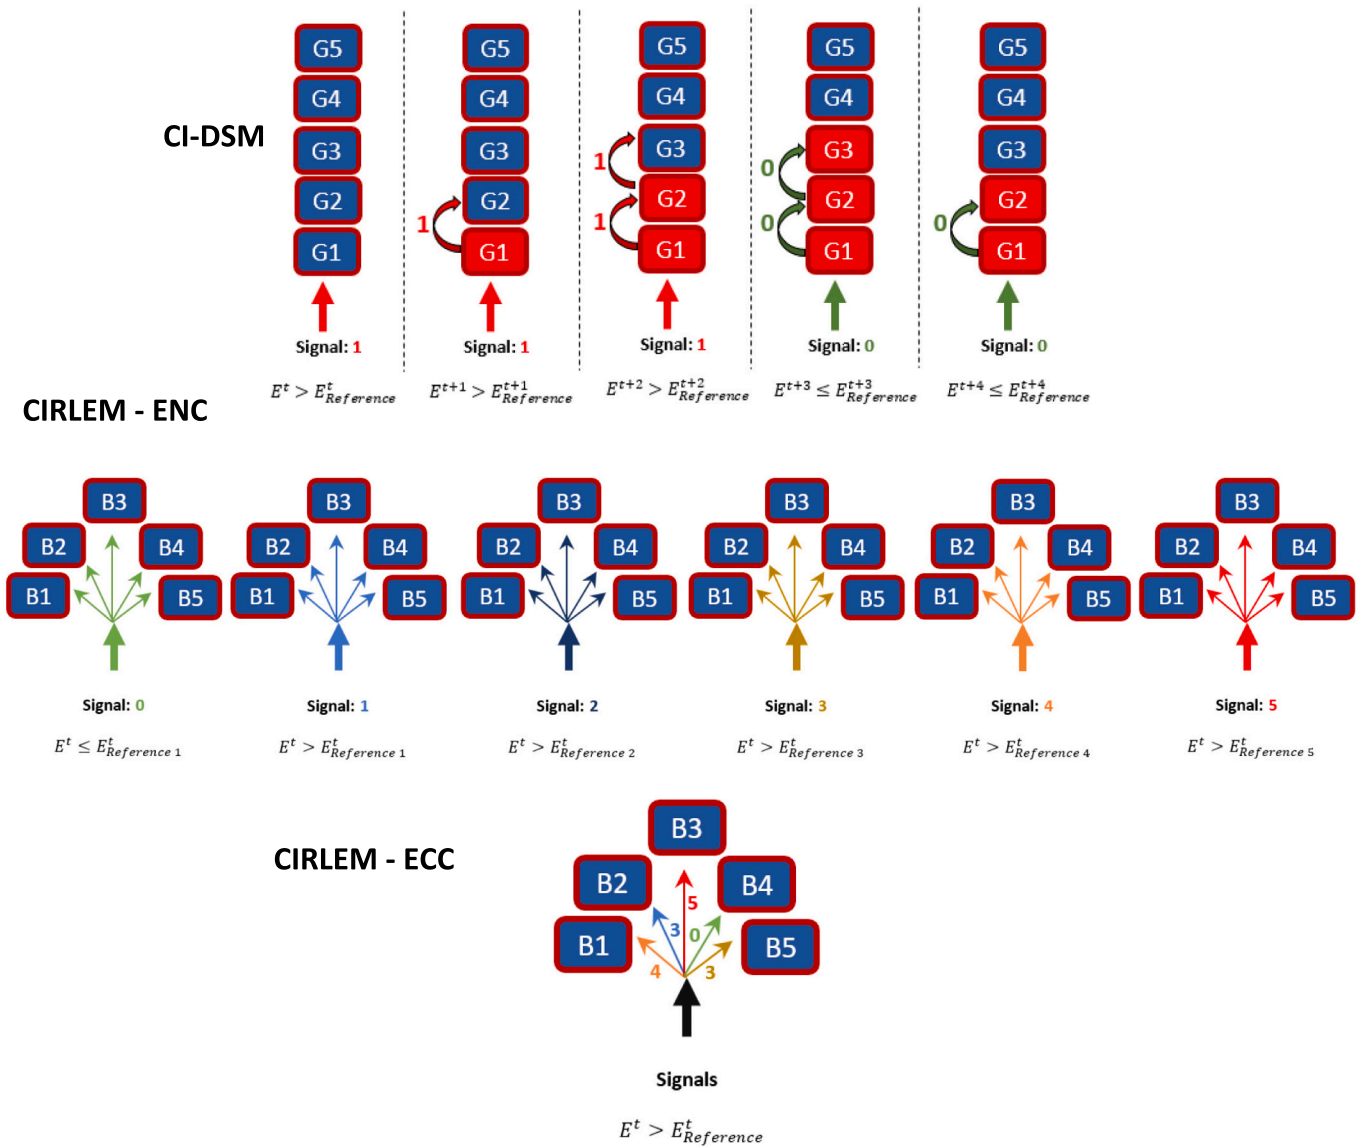 G5 G5 G5 G5 G5
G4 G4 G4 G4 G4
CI-DSM
G3 G3 1 G3 0 G3 G3
G2 1 G2 1 G2 0 G2 0 G2
G1 G1 G1 G1 G1
Signal: 1 Signal: 1 Signal: 1 Signal: 0 Signal: 0
E^t > E^t_Reference E^{t+1} > E^{t+1}_Reference E^{t+2} > E^{t+2}_Reference E^{t+3} ≤ E^{t+3}_Reference E^{t+4} ≤ E^{t+4}_Reference
CIRLEM - ENC
B3 B3 B3 B3 B3 B3
B2 B4 B2 B4 B2 B4 B2 B4 B2 B4 B2 B4
B1 B5 B1 B5 B1 B5 B1 B5 B1 B5 B1 B5
Signal: 0 Signal: 1 Signal: 2 Signal: 3 Signal: 4 Signal: 5
E^t ≤ E^t_Reference 1 E^t > E^t_Reference 1 E^t > E^t_Reference 2 E^t > E^t_Reference 3 E^t > E^t_Reference 4 E^t > E^t_Reference 5
CIRLEM - ECC
B3
B2 B4
B1 B5
4 3 5 0 3
Signals
E^t > E^t_Reference